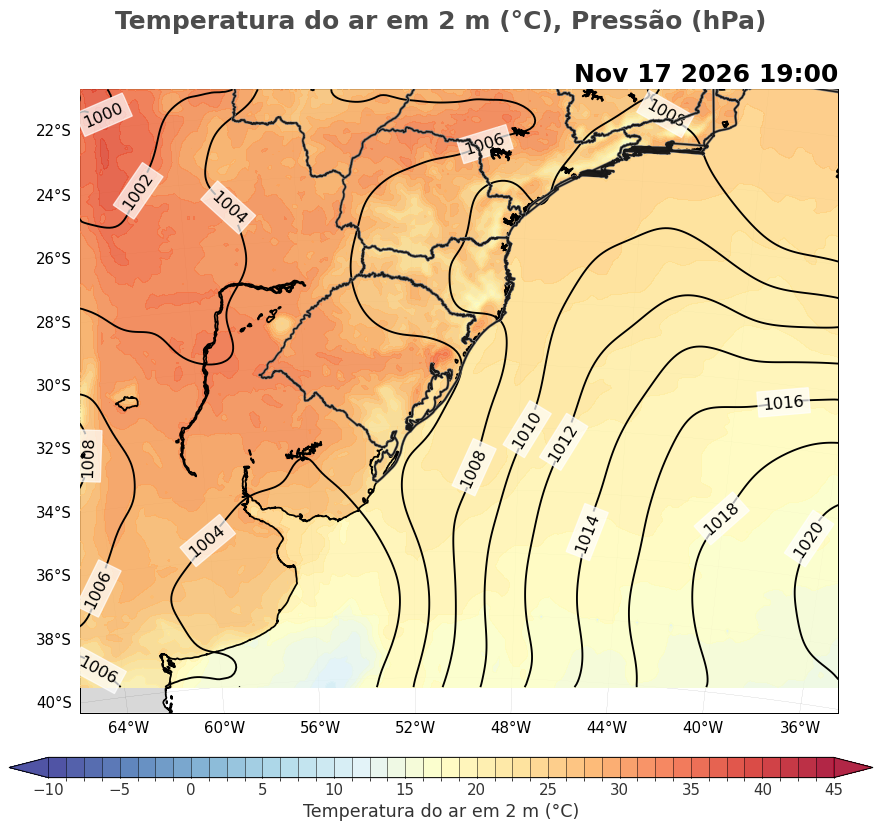 Temperatura do ar em 2 m (°C), Pressão (hPa)
Nov 17 2026 19:00
1000
1008
1006
1002
1004
1016
1010
1012
1008
1008
1018
1014
1020
1004
1006
1006
22°S
24°S
26°S
28°S
30°S
32°S
34°S
36°S
38°S
40°S
64°W 60°W 56°W 52°W 48°W 44°W 40°W 36°W
−10 −5 0 5 10 15 20 25 30 35 40 45
Temperatura do ar em 2 m (°C)